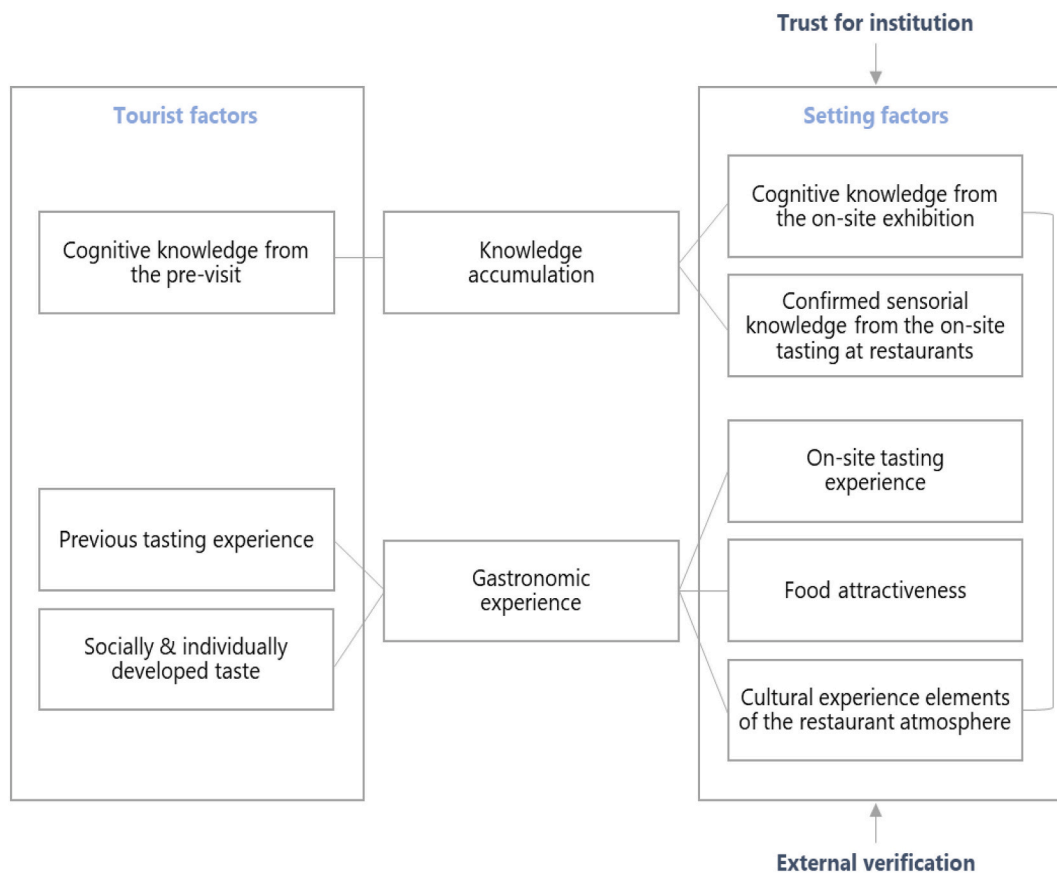 Trust for institution
Tourist factors
Setting factors
Cognitive knowledge from
the pre-visit
Knowledge
accumulation
Cognitive knowledge from
the on-site exhibition
Confirmed sensorial
knowledge from the on-site
tasting at restaurants
Previous tasting experience
Socially & individually
developed taste
Gastronomic
experience
On-site tasting
experience
Food attractiveness
Cultural experience elements
of the restaurant atmosphere
External verification